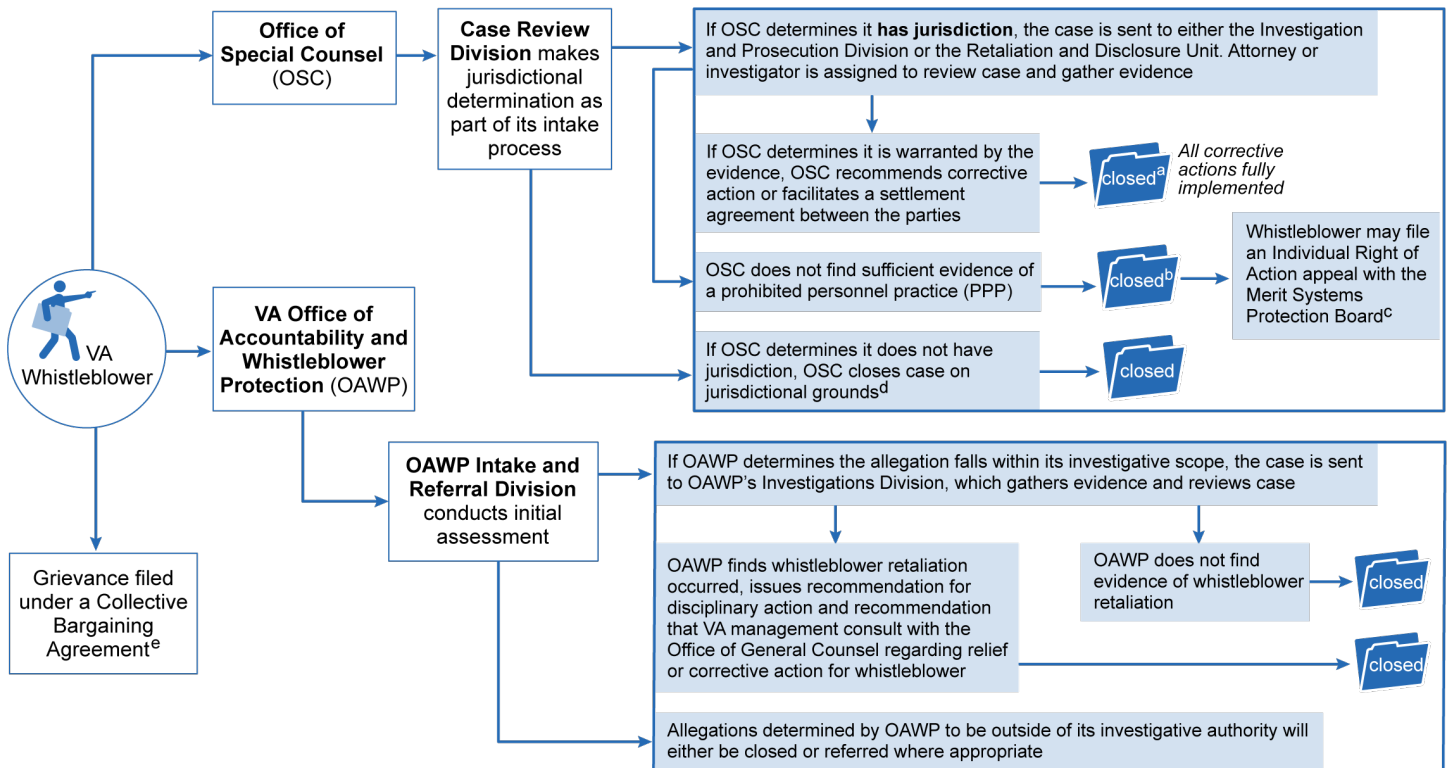 Office of
Special Counsel
(OSC)
Case Review
Division makes
jurisdictional
determination as
part of its intake
process
If OSC determines it has jurisdiction, the case is sent to either the Investigation
and Prosecution Division or the Retaliation and Disclosure Unit. Attorney or
investigator is assigned to review case and gather evidence
If OSC determines it is warranted by the
evidence, OSC recommends corrective
action or facilitates a settlement
agreement between the parties
closedᵃ
All corrective
actions fully
implemented
OSC does not find sufficient evidence of
a prohibited personnel practice (PPP)
closedᵇ
Whistleblower may file
an Individual Right of
Action appeal with the
Merit Systems
Protection Boardᶜ
If OSC determines it does not have
jurisdiction, OSC closes case on
jurisdictional groundsᵈ
closed
VA
Whistleblower
VA Office of
Accountability and
Whistleblower
Protection (OAWP)
OAWP Intake and
Referral Division
conducts initial
assessment
If OAWP determines the allegation falls within its investigative scope, the case is sent
to OAWP's Investigations Division, which gathers evidence and reviews case
OAWP finds whistleblower retaliation
occurred, issues recommendation for
disciplinary action and recommendation
that VA management consult with the
Office of General Counsel regarding relief
or corrective action for whistleblower
closed
OAWP does not find
evidence of whistleblower
retaliation
closed
Allegations determined by OAWP to be outside of its investigative authority will
either be closed or referred where appropriate
Grievance filed
under a Collective
Bargaining
Agreementᵉ